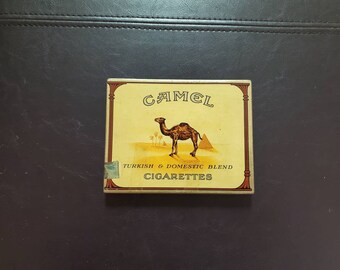 CAMEL
TURKISH & DOMESTIC BLEND
CIGARETTES